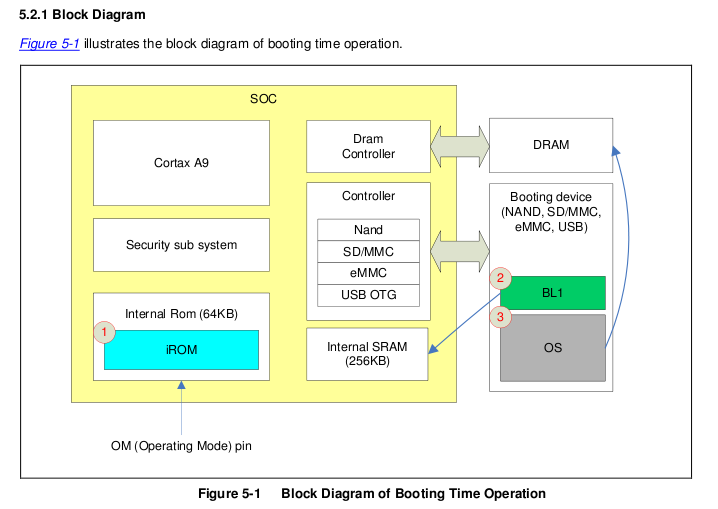 5.2.1 Block Diagram
Figure 5-1 illustrates the block diagram of booting time operation.
SOC
Cortax A9
Dram
Controller
DRAM
Security sub system
Controller
Nand
SD/MMC
eMMC
USB OTG
Booting device
(NAND, SD/MMC,
eMMC, USB)
2
BL1
3
OS
Internal Rom (64KB)
1
iROM
Internal SRAM
(256KB)
OM (Operating Mode) pin
Figure 5-1 Block Diagram of Booting Time Operation